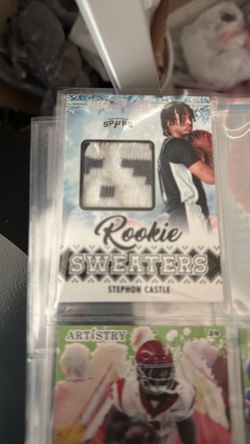 SPURS
Rookie
SWEATERS
STEPHON CASTLE
ARTISTRY 24